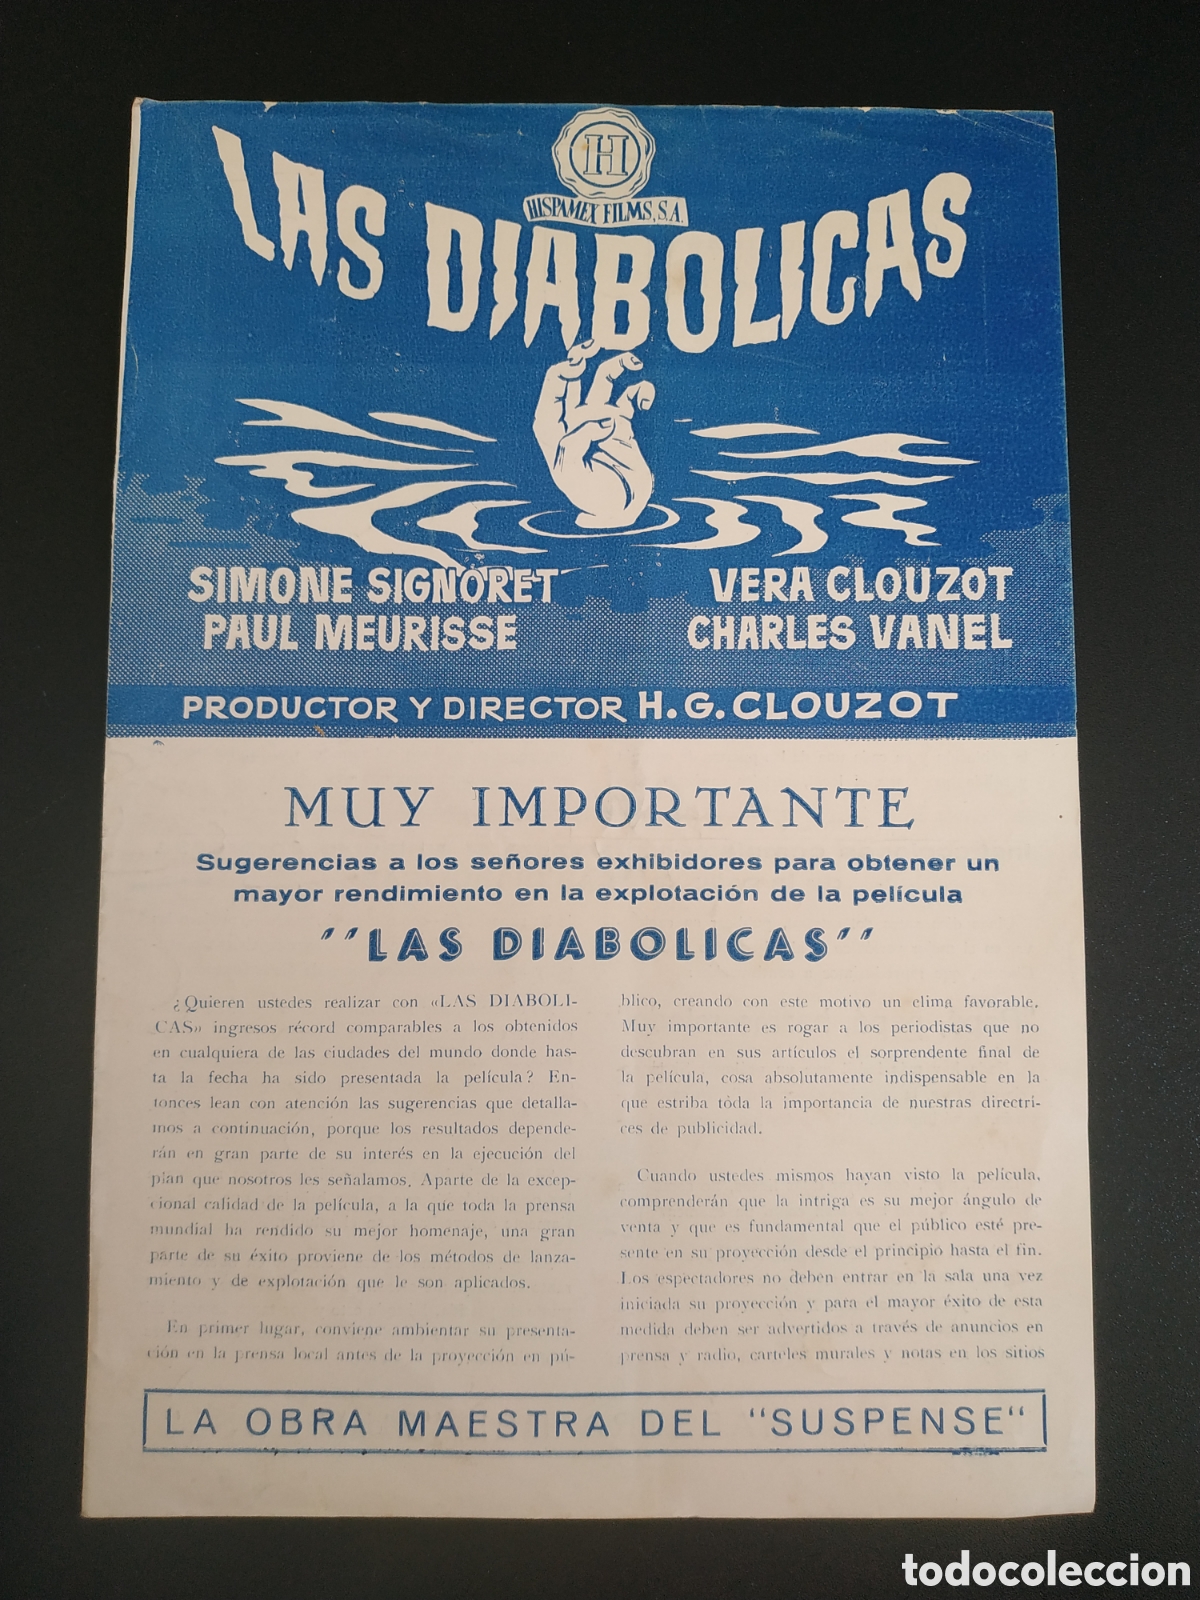 H
HISPAMEX FILMS, S.A.
LAS DIABOLICAS
SIMONE SIGNORET
PAUL MEURISSE
VERA CLOUZOT
CHARLES VANEL
PRODUCTOR Y DIRECTOR H. G. CLOUZOT
MUY IMPORTANTE
Sugerencias a los señores exhibidores para obtener un
mayor rendimiento en la explotación de la película
"LAS DIABOLICAS"
¿Quieren ustedes realizar con «LAS DIABOLI-
CAS» ingresos récord comparables a los obtenidos
en cualquiera de las ciudades del mundo donde has-
ta la fecha ha sido presentada la película? En-
tonces lean con atención las sugerencias que detalla-
mos a continuación, porque los resultados depende-
rán en gran parte de su interés en la ejecución del
plan que nosotros les señalamos. Aparte de la excep-
cional calidad de la película, a la que toda la prensa
mundial ha rendido su mejor homenaje, una gran
parte de su éxito proviene de los métodos de lanza-
miento y de explotación que le son aplicados.
En primer lugar, conviene ambientar su presenta-
ción en la prensa local antes de la proyección en pú-
blico, creando con este motivo un clima favorable.
Muy importante es rogar a los periodistas que no
descubran en sus artículos el sorprendente final de
la película, cosa absolutamente indispensable en la
que estriba toda la importancia de nuestras directri-
ces de publicidad.
Cuando ustedes mismos hayan visto la película,
comprenderán que la intriga es su mejor ángulo de
venta y que es fundamental que el público esté pre-
sente en su proyección desde el principio hasta el fin.
Los espectadores no deben entrar en la sala una vez
iniciada su proyección y para el mayor éxito de esta
medida deben ser advertidos a través de anuncios en
prensa y radio, carteles murales y notas en los sitios
LA OBRA MAESTRA DEL "SUSPENSE"
todocoleccion